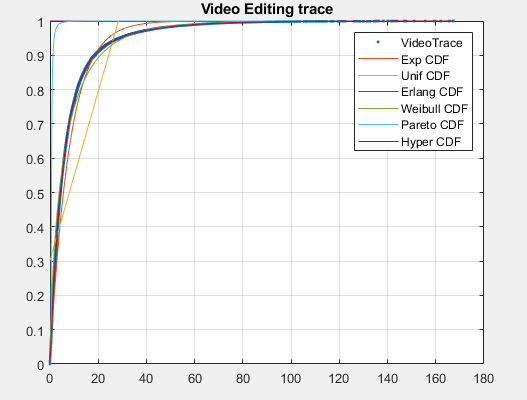 Video Editing trace
1
0.9
0.8
0.7
0.6
0.5
0.4
0.3
0.2
0.1
0
VideoTrace
Exp CDF
Unif CDF
Erlang CDF
Weibull CDF
Pareto CDF
Hyper CDF
0 20 40 60 80 100 120 140 160 180